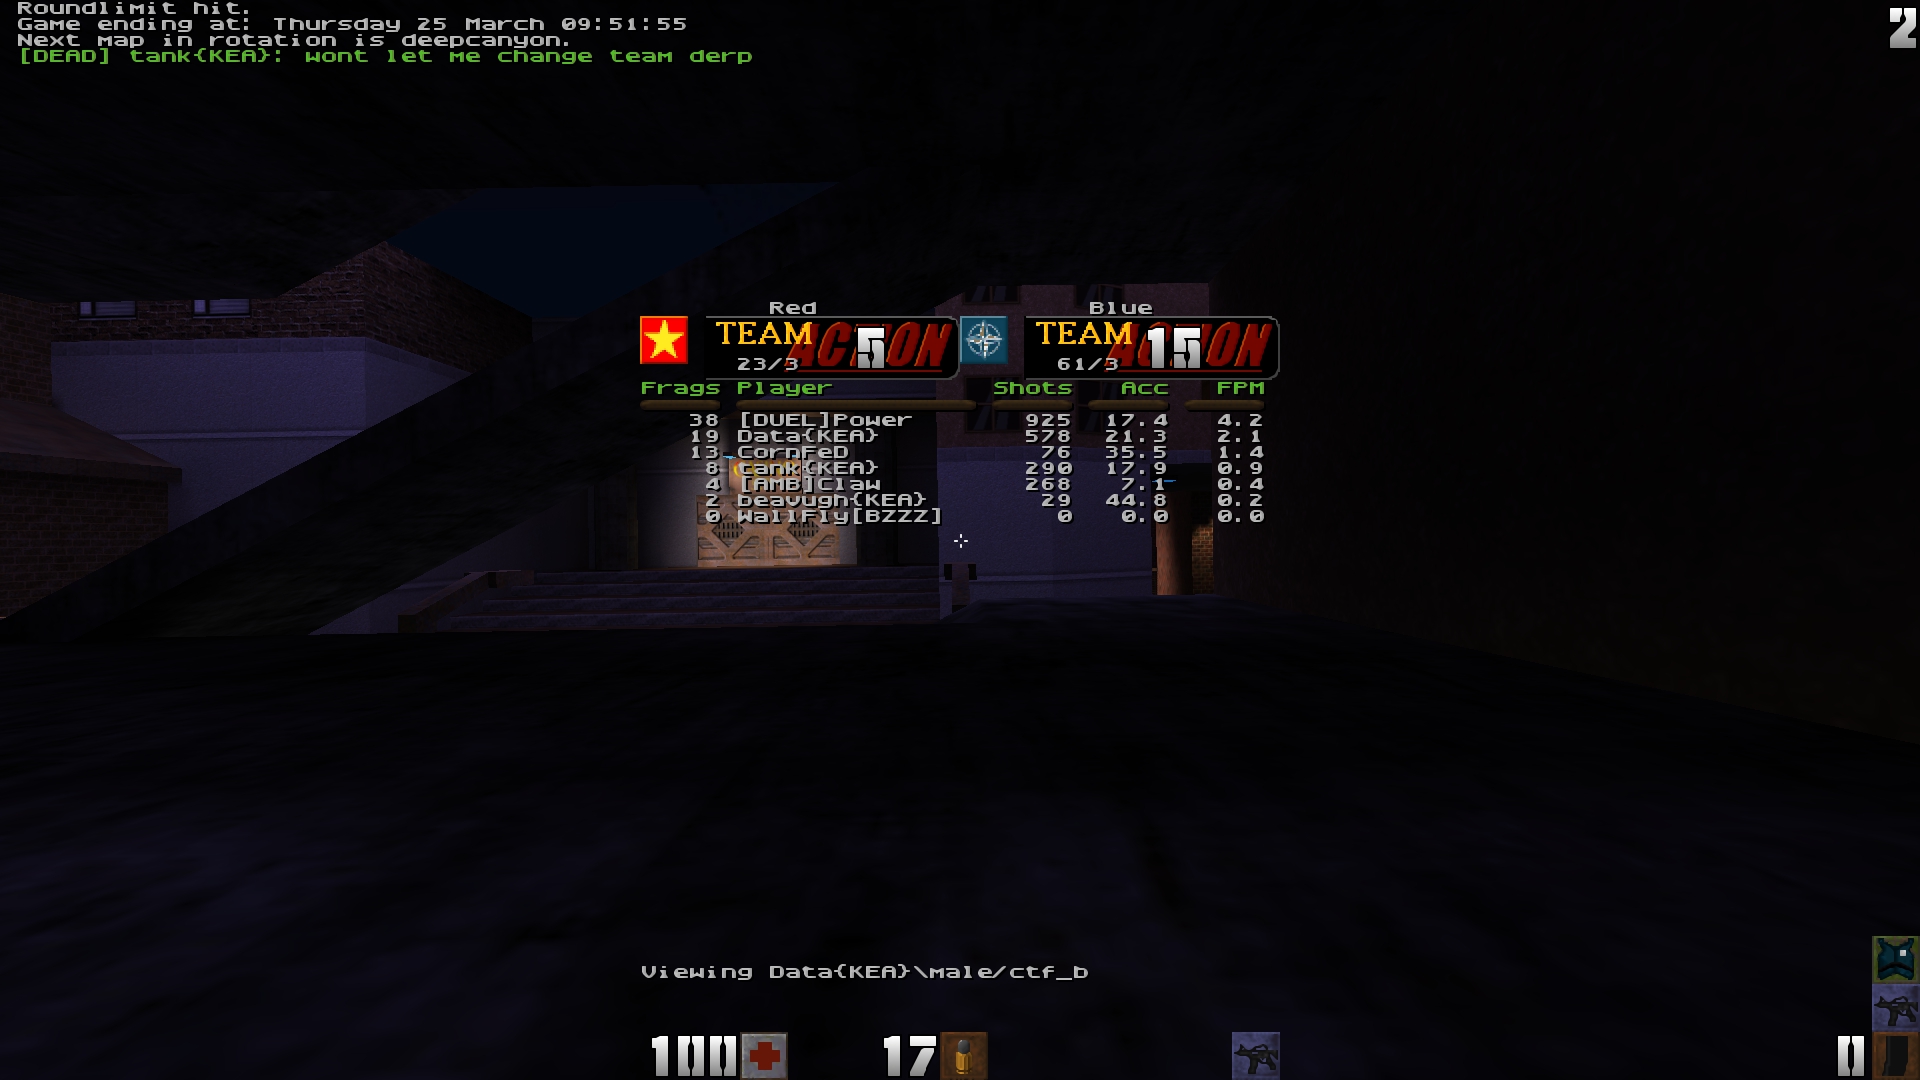 Roundlimit hit.
Game ending at: Thursday 25 March 09:51:55
Next map in rotation is deepcanyon.
[DEAD] tank{KEA}: wont let me change team derp
2
Red Blue
TEAM ACTION 5 TEAM ACTION 15
23/3 61/3
Frags Player Shots Acc FPM
38 [DUEL]Power 925 17.4 4.2
19 Data{KEA} 578 21.3 2.1
13 CornFeD 76 35.5 1.4
8 tank{KEA} 290 17.9 0.9
4 [AMB]Claw 268 7.1 0.4
2 beavugh{KEA} 29 44.8 0.2
0 WallFly[BZZZ] 0 0.0 0.0
Viewing Data{KEA}\male/ctf_b
100 17 0